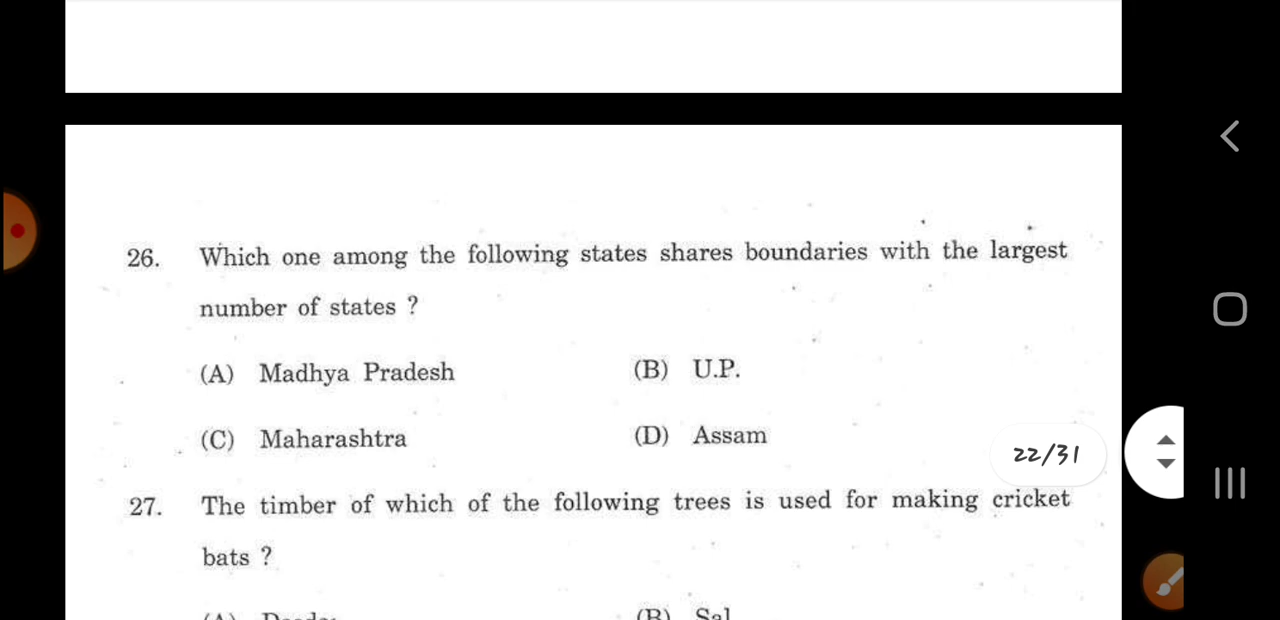 26. Which one among the following states shares boundaries with the largest
number of states ?
(A) Madhya Pradesh (B) U.P.
(C) Maharashtra (D) Assam
22/31
27. The timber of which of the following trees is used for making cricket
bats ?
(B) Sal